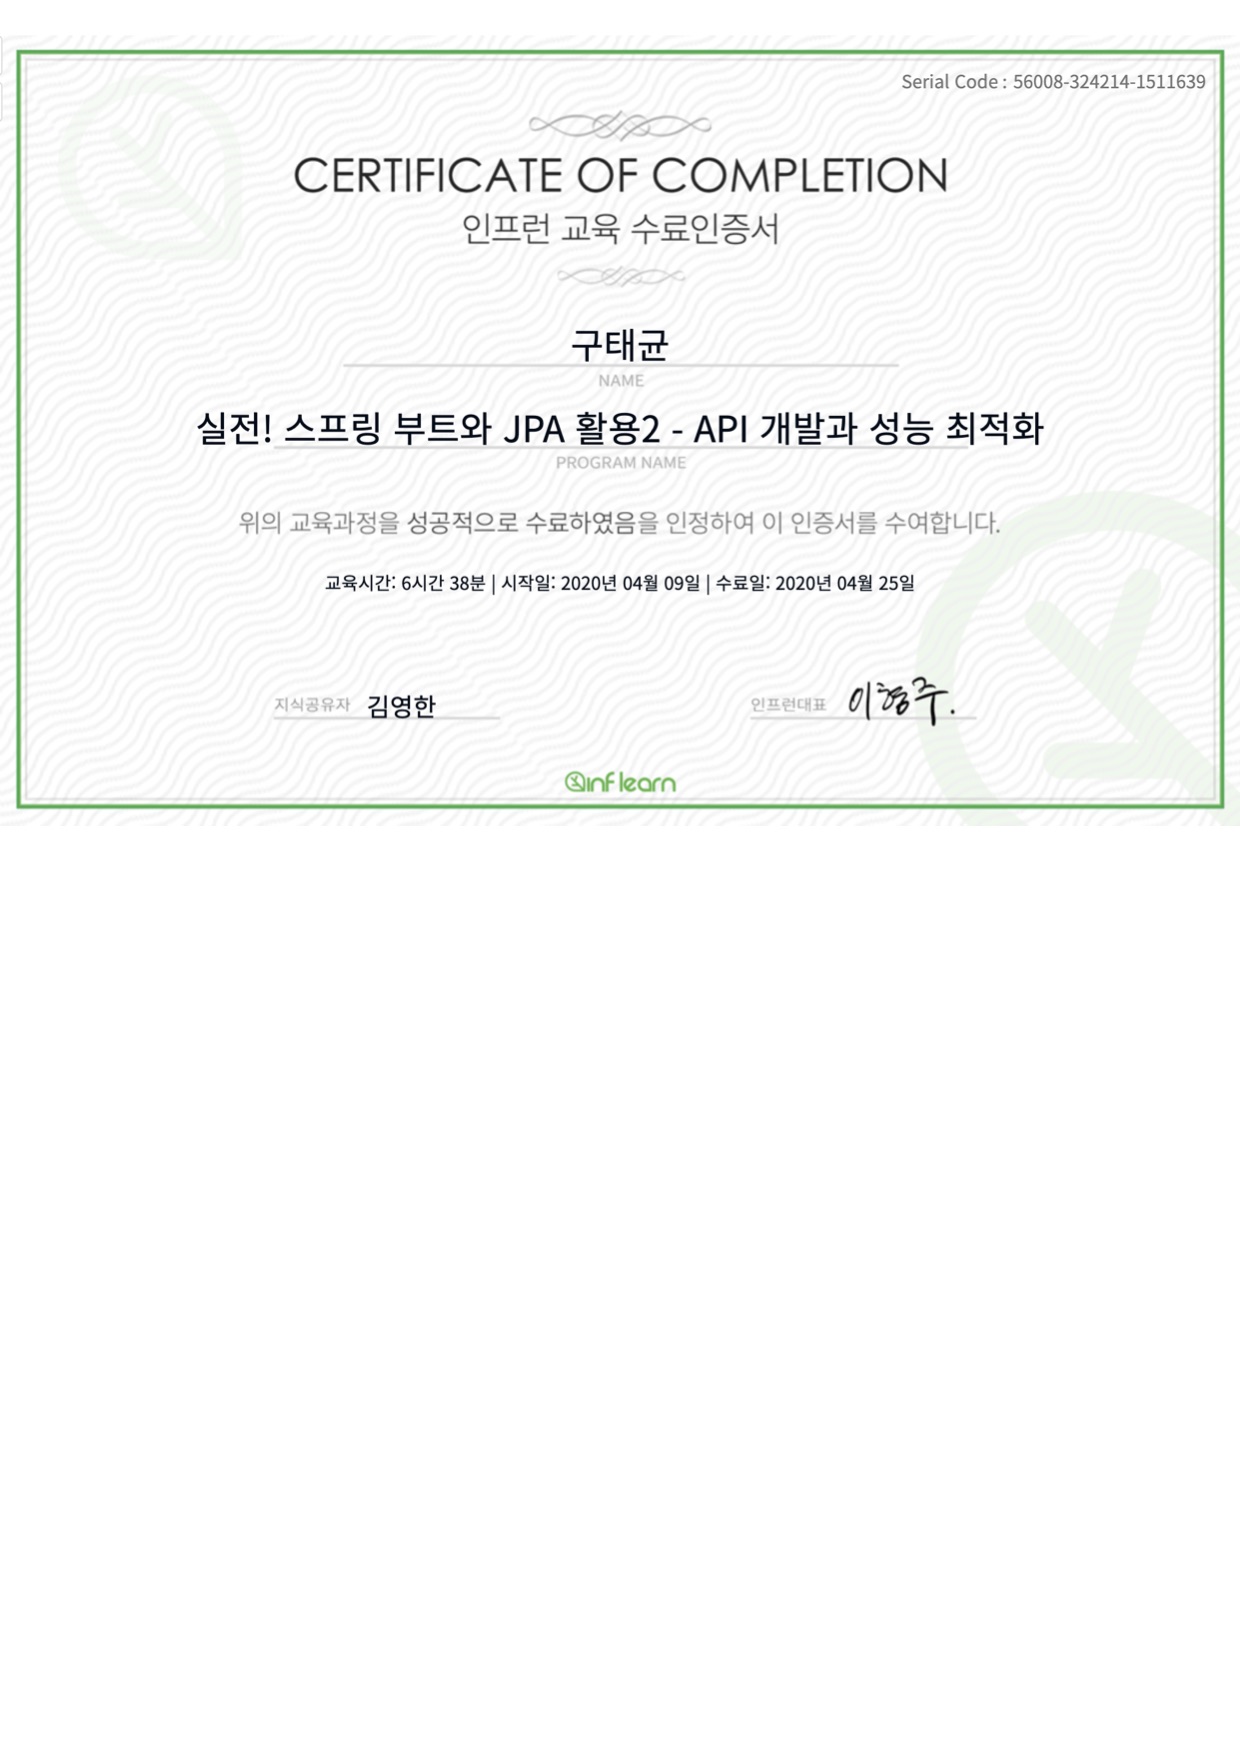 Serial Code : 56008-324214-1511639
CERTIFICATE OF COMPLETION
인프런 교육 수료인증서
구태균
NAME
실전! 스프링 부트와 JPA 활용2 - API 개발과 성능 최적화
PROGRAM NAME
위의 교육과정을 성공적으로 수료하였음을 인정하여 이 인증서를 수여합니다.
교육시간: 6시간 38분 | 시작일: 2020년 04월 09일 | 수료일: 2020년 04월 25일
지식공유자 김영한
인프런대표 이형주.
inflearn